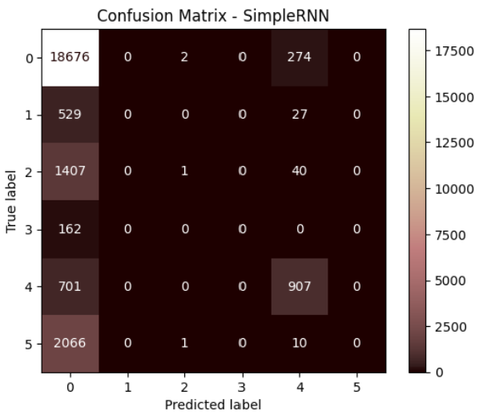 Confusion Matrix - SimpleRNN
0 18676 0 2 0 274 0
1 529 0 0 0 27 0
2 1407 0 1 0 40 0
3 162 0 0 0 0 0
4 701 0 0 0 907 0
5 2066 0 1 0 10 0
0 1 2 3 4 5
Predicted label
True label
17500
15000
12500
10000
7500
5000
2500
0